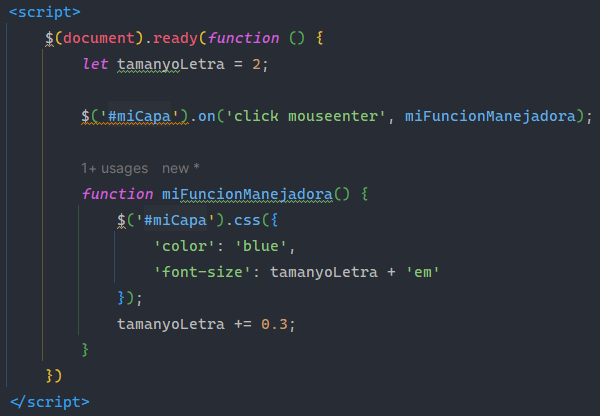 <script>
$(document).ready(function () {
let tamanyoLetra = 2;
$('#miCapa').on('click mouseenter', miFuncionManejadora);
1+ usages new *
function miFuncionManejadora() {
$('#miCapa').css({
'color': 'blue',
'font-size': tamanyoLetra + 'em'
});
tamanyoLetra += 0.3;
}
})
</script>